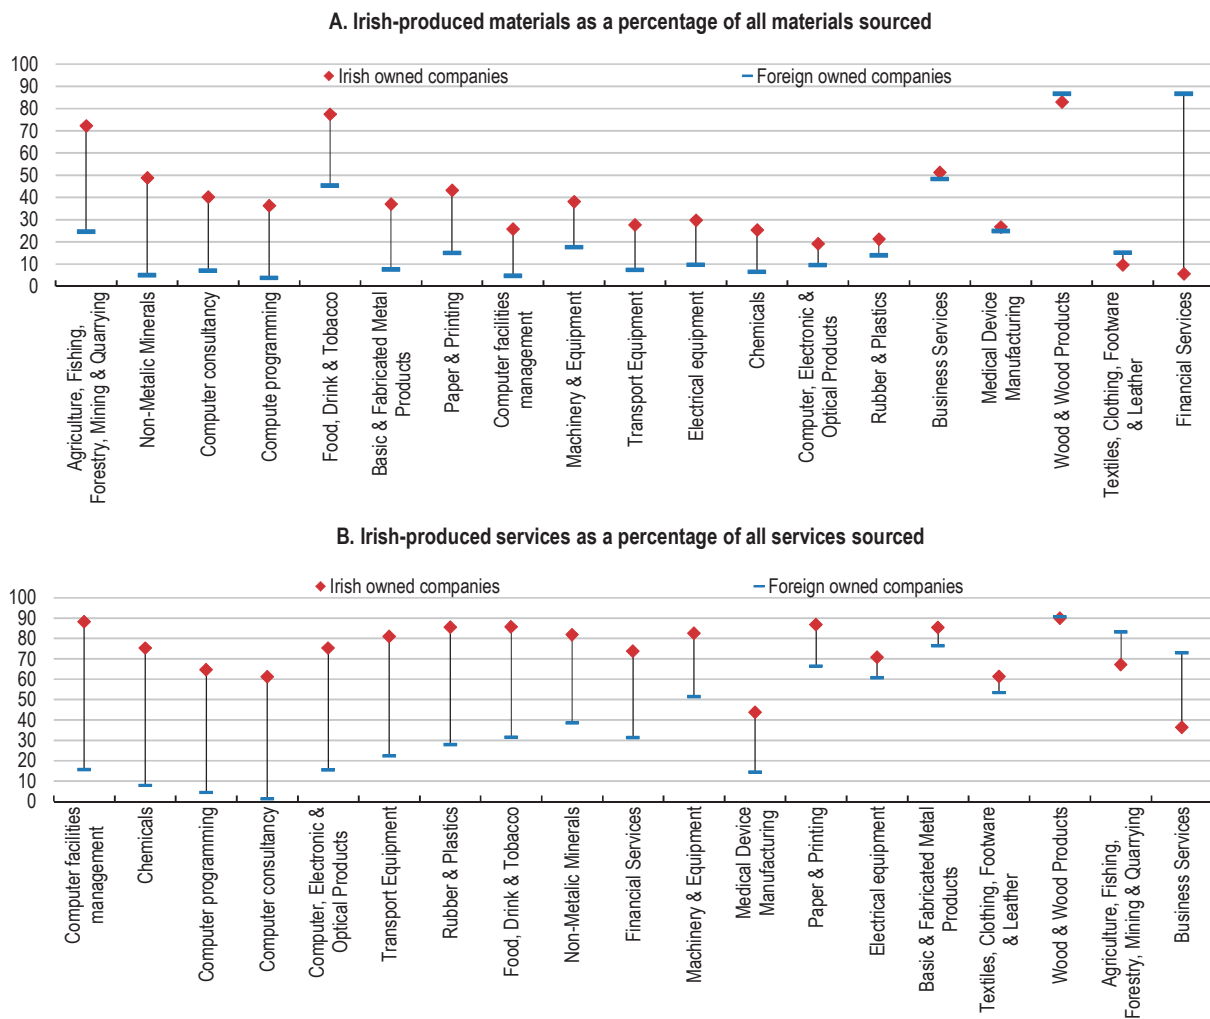 A. Irish-produced materials as a percentage of all materials sourced
Irish owned companies
Foreign owned companies
100
90
80
70
60
50
40
30
20
10
0
Agriculture, Fishing,
Forestry, Mining & Quarrying
Non-Metalic Minerals
Computer consultancy
Compute programming
Food, Drink & Tobacco
Basic & Fabricated Metal
Products
Paper & Printing
Computer facilities
management
Machinery & Equipment
Transport Equipment
Electrical equipment
Chemicals
Computer, Electronic &
Optical Products
Rubber & Plastics
Business Services
Medical Device
Manufacturing
Wood & Wood Products
Textiles, Clothing, Footware
& Leather
Financial Services
B. Irish-produced services as a percentage of all services sourced
Irish owned companies
Foreign owned companies
100
90
80
70
60
50
40
30
20
10
0
Computer facilities
management
Chemicals
Computer programming
Computer consultancy
Computer, Electronic &
Optical Products
Transport Equipment
Rubber & Plastics
Food, Drink & Tobacco
Non-Metalic Minerals
Financial Services
Machinery & Equipment
Medical Device
Manufacturing
Paper & Printing
Electrical equipment
Basic & Fabricated Metal
Products
Textiles, Clothing, Footware
& Leather
Wood & Wood Products
Agriculture, Fishing,
Forestry, Mining & Quarrying
Business Services